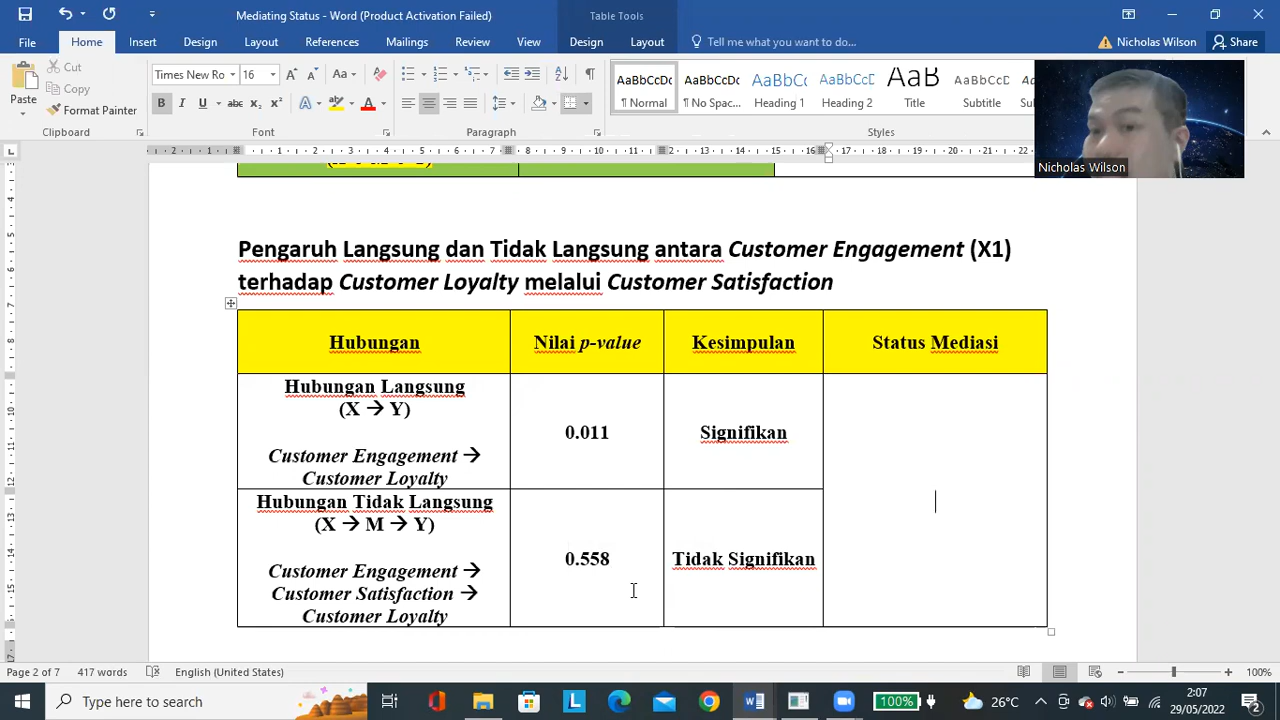 Mediating Status - Word (Product Activation Failed)
Table Tools
Nicholas Wilson
File Home Insert Design Layout References Mailings Review View Help Design Layout Tell me what you want to do... Share
Paste
Cut
Copy
Format Painter
Times New Ro 16
AaBbCcDc AaBbCcDc AaBbCc AaBbCcD AaB AaBbCcD
¶ Normal ¶ No Spac... Heading Heading 2 Title Subtitle
Clipboard Font Paragraph Styles
Nicholas Wilson
Pengaruh Langsung dan Tidak Langsung antara Customer Engagement (X1)
terhadap Customer Loyalty melalui Customer Satisfaction
Hubungan Nilai p-value Kesimpulan Status Mediasi
Hubungan Langsung
(X → Y)
Customer Engagement →
Customer Loyalty
0.011
Signifikan
Hubungan Tidak Langsung
(X → M → Y)
Customer Engagement →
Customer Satisfaction →
Customer Loyalty
0.558
Tidak Signifikan
Page 2 of 7 417 words English (United States) 100%
Type here to search
100%
26°C
2:07
29/05/2022